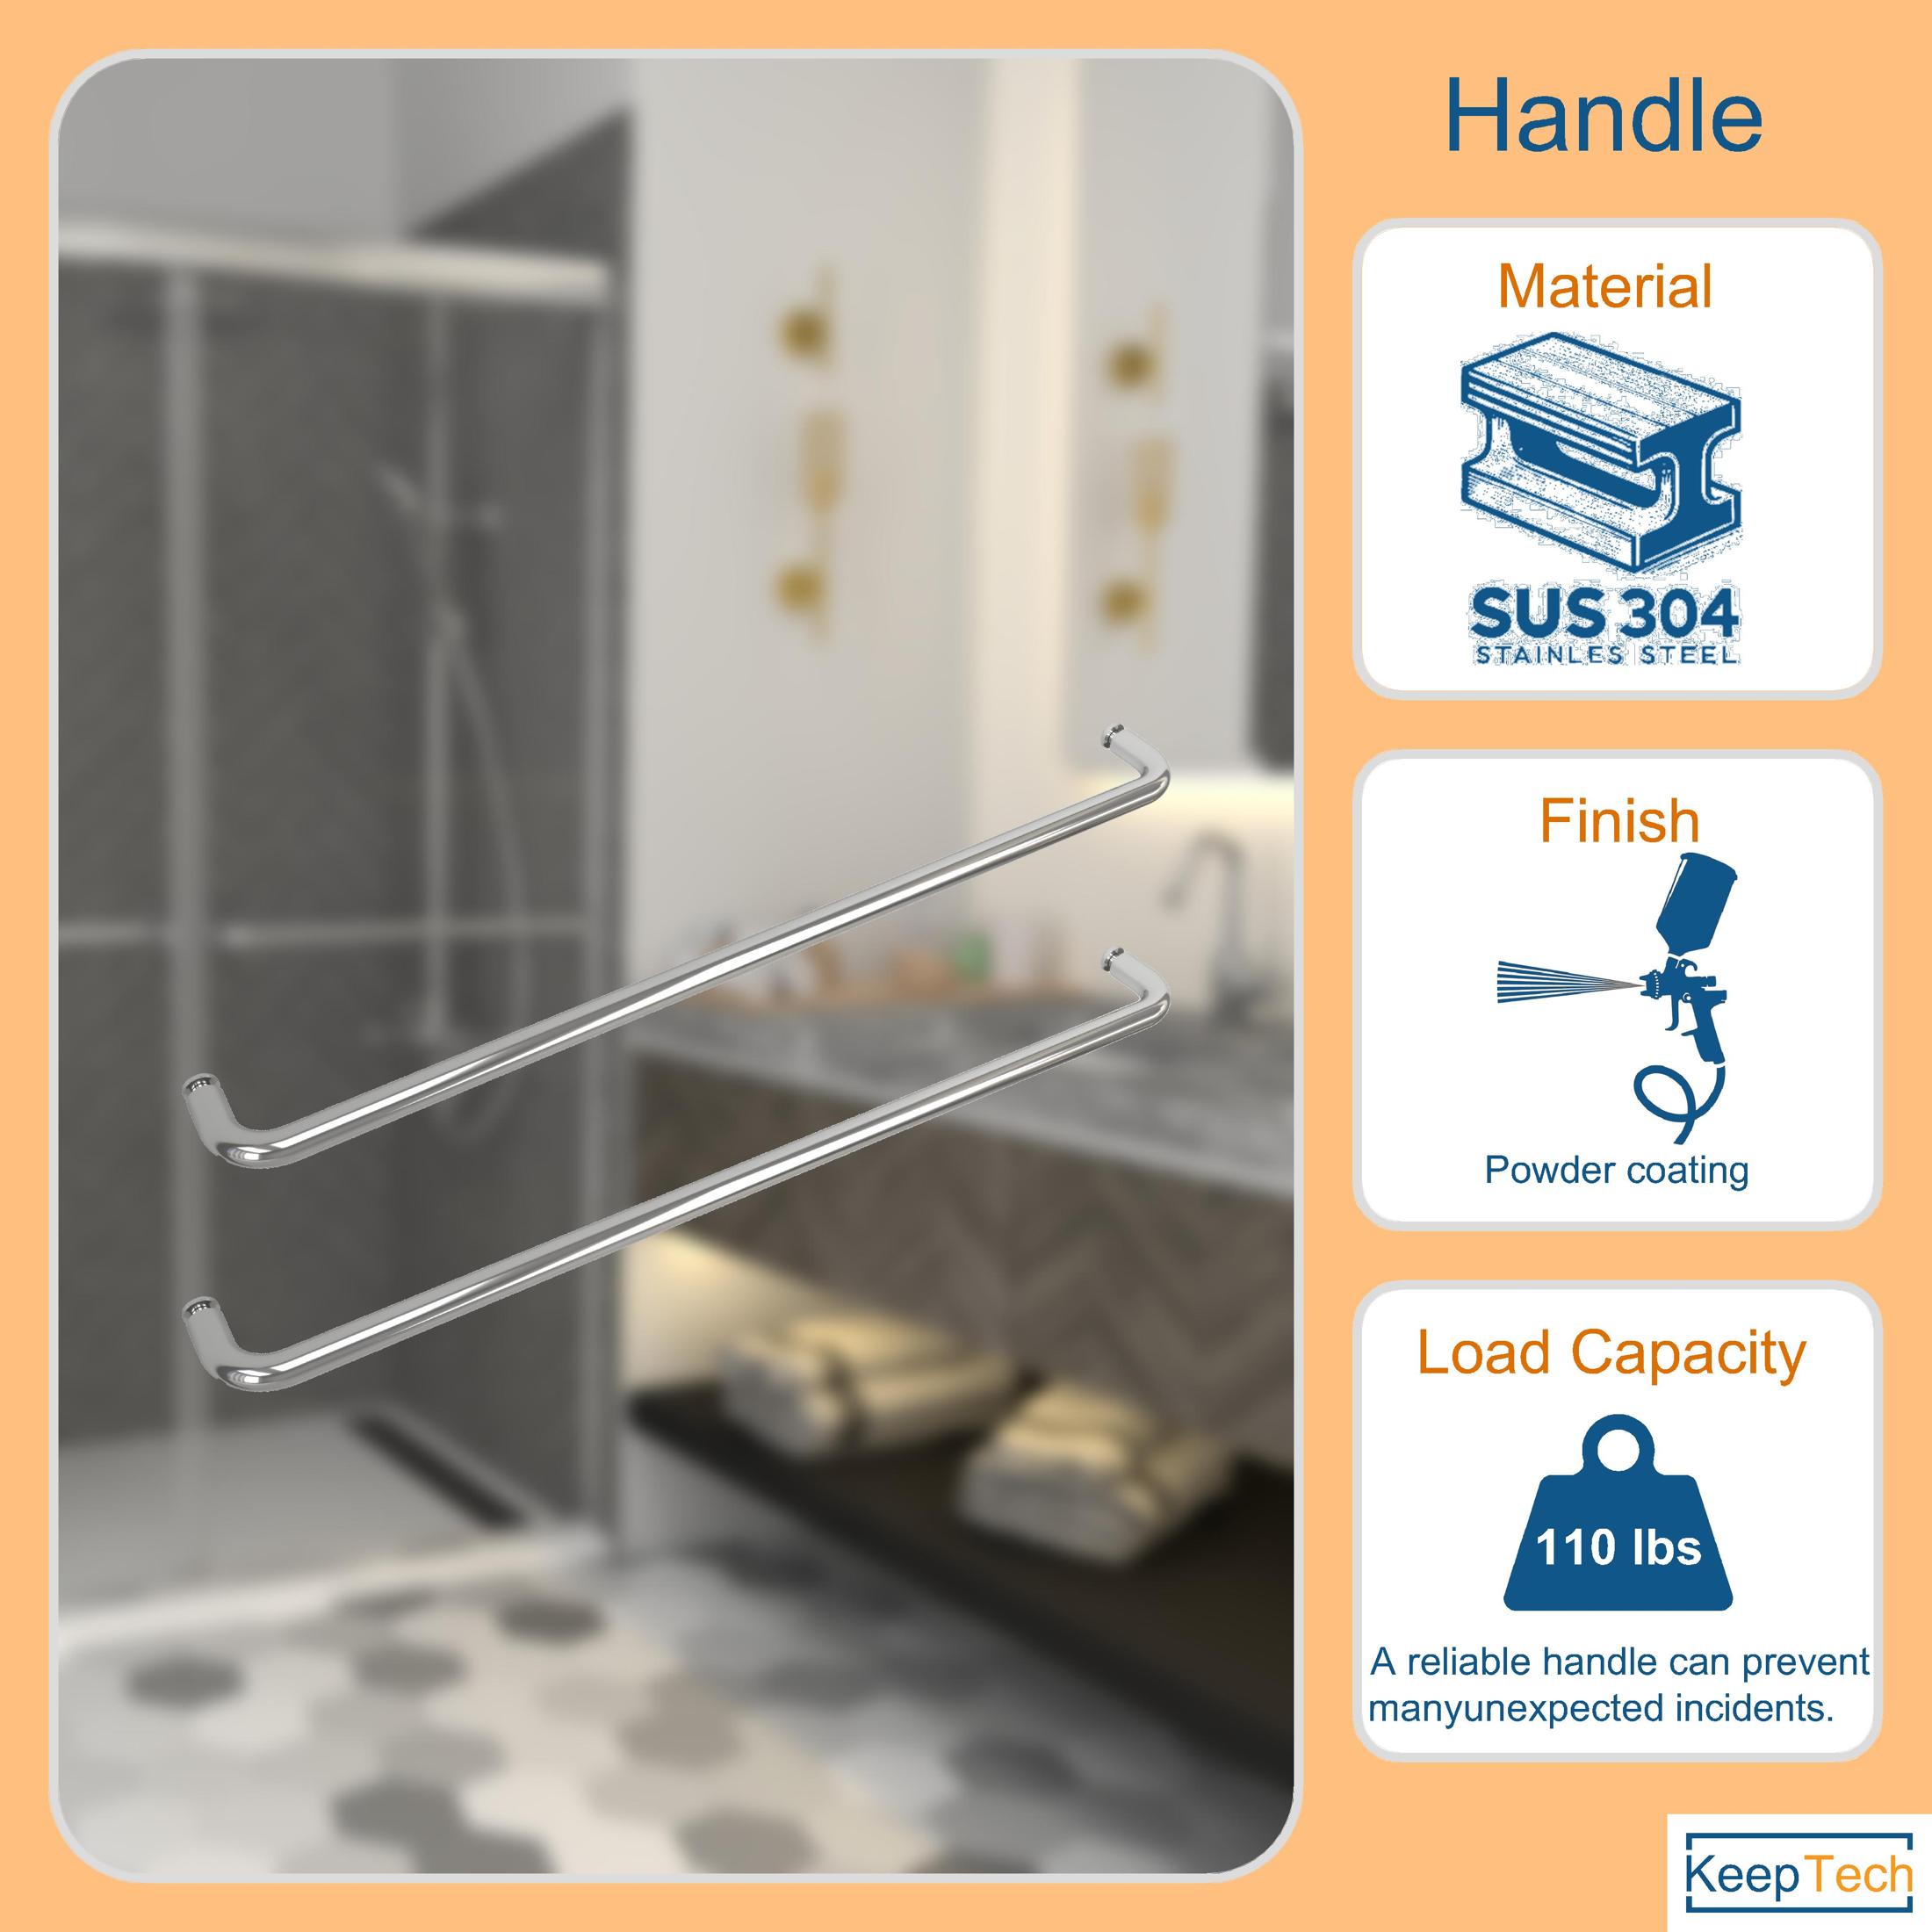 Handle
Material
SUS 304
STAINLES STEEL
Finish
Powder coating
Load Capacity
110 lbs
A reliable handle can prevent
manyunexpected incidents.
KeepTech